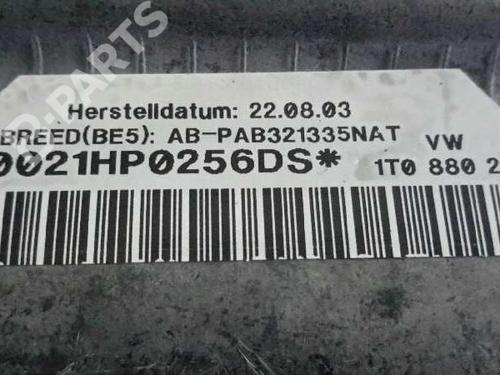 Herstelldatum: 22.08.03
BREED(BE5): AB-PAB321335NAT VW
0021HP0256DS* 1T0 880 2
B-PARTS